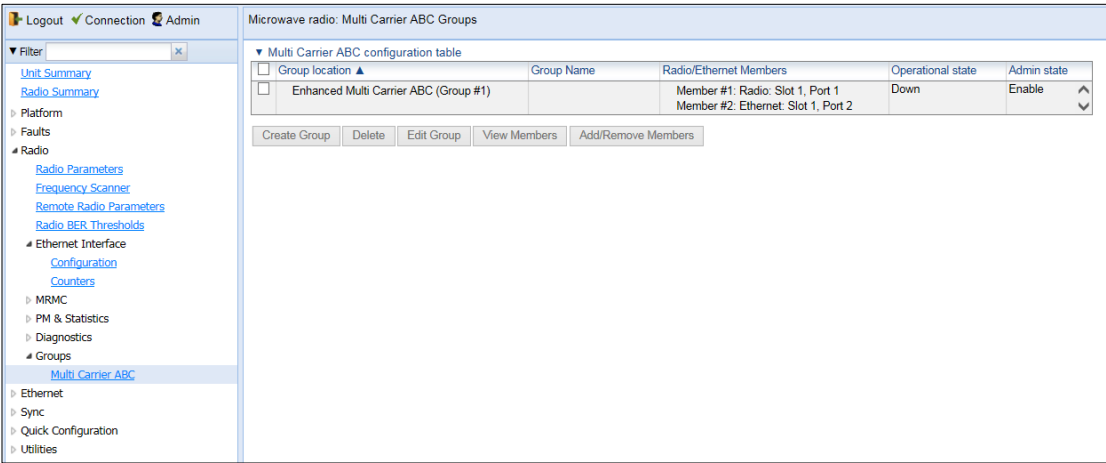 Logout Connection Admin
Filter
Unit Summary
Radio Summary
Platform
Faults
Radio
Radio Parameters
Frequency Scanner
Remote Radio Parameters
Radio BER Thresholds
Ethernet Interface
Configuration
Counters
MRMC
PM & Statistics
Diagnostics
Groups
Multi Carrier ABC
Ethernet
Sync
Quick Configuration
Utilities
Microwave radio: Multi Carrier ABC Groups
Multi Carrier ABC configuration table
Group location ▲ Group Name Radio/Ethernet Members Operational state Admin state
Enhanced Multi Carrier ABC (Group #1) Member #1: Radio: Slot 1, Port 1 Down Enable
Member #2: Ethernet: Slot 1, Port 2
Create Group Delete Edit Group View Members Add/Remove Members